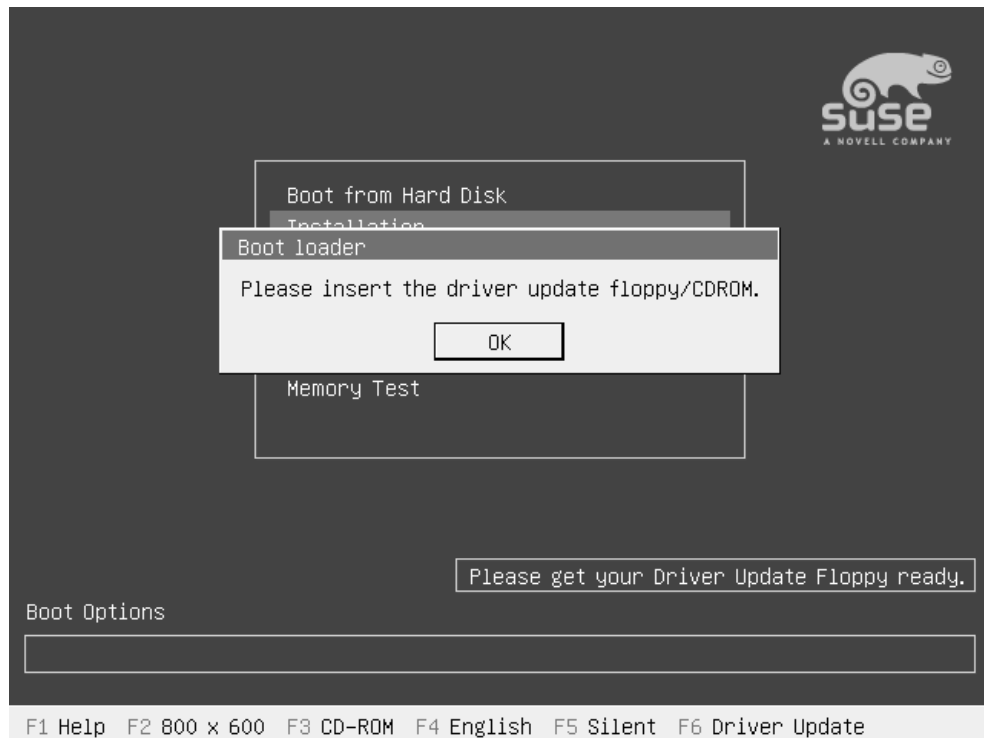 SUSE
A NOVELL COMPANY
Boot from Hard Disk
Installation
Boot loader
Please insert the driver update floppy/CDROM.
OK
Memory Test
Please get your Driver Update Floppy ready.
Boot Options
F1 Help F2 800 x 600 F3 CD-ROM F4 English F5 Silent F6 Driver Update